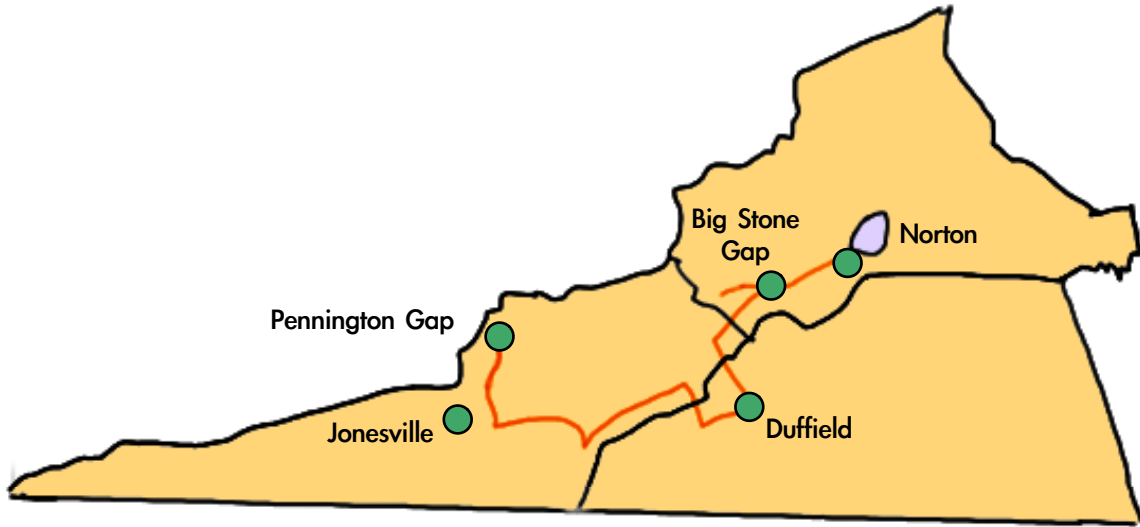 Big Stone
Gap
Norton
Pennington Gap
Jonesville
Duffield